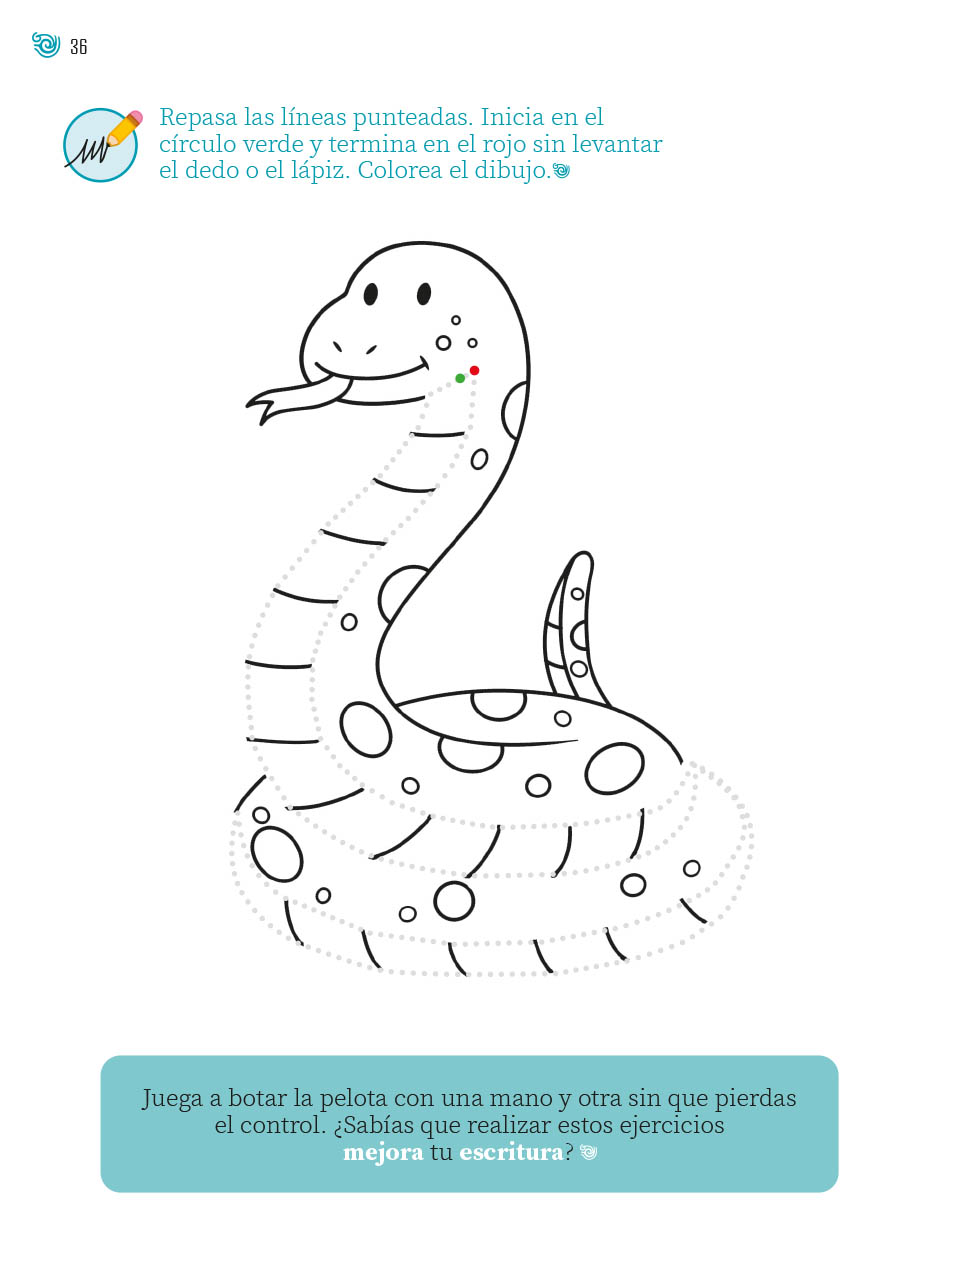 36
Repasa las líneas punteadas. Inicia en el
círculo verde y termina en el rojo sin levantar
el dedo o el lápiz. Colorea el dibujo.
Juega a botar la pelota con una mano y otra sin que pierdas
el control. ¿Sabías que realizar estos ejercicios
mejora tu escritura?